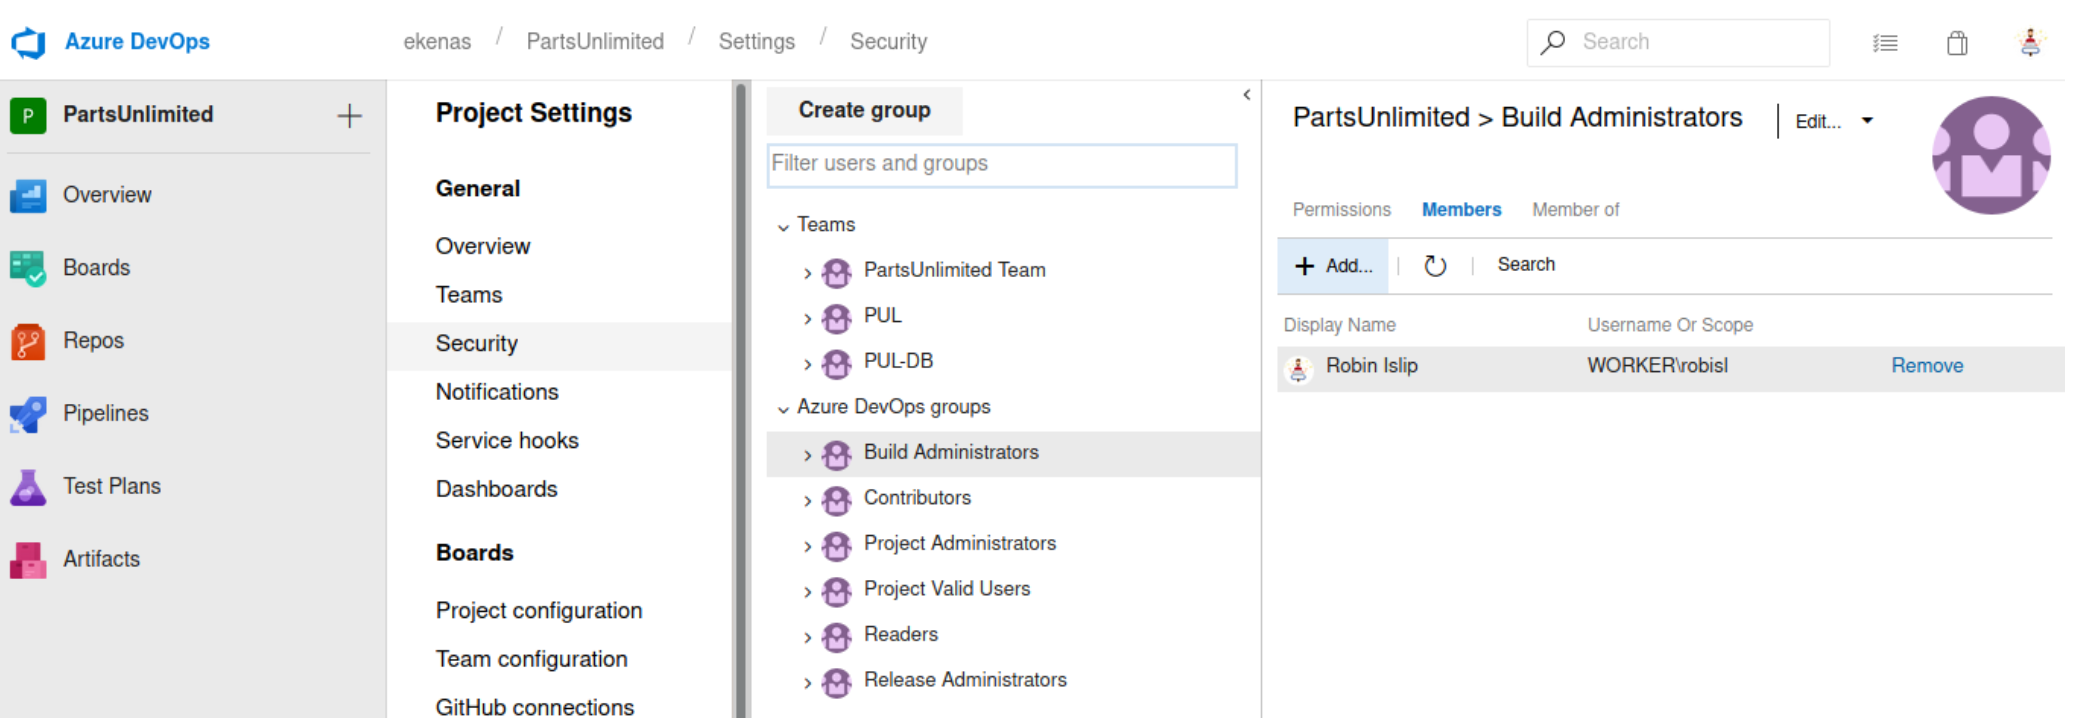 Azure DevOps
ekenas / PartsUnlimited / Settings / Security
Search
P PartsUnlimited
Overview
Boards
Repos
Pipelines
Test Plans
Artifacts
Project Settings
General
Overview
Teams
Security
Notifications
Service hooks
Dashboards
Boards
Project configuration
Team configuration
GitHub connections
Create group
Filter users and groups
Teams
PartsUnlimited Team
PUL
PUL-DB
Azure DevOps groups
Build Administrators
Contributors
Project Administrators
Project Valid Users
Readers
Release Administrators
PartsUnlimited > Build Administrators
Edit...
Permissions Members Member of
+ Add... Search
Display Name Username Or Scope
Robin Islip WORKER\robisl Remove